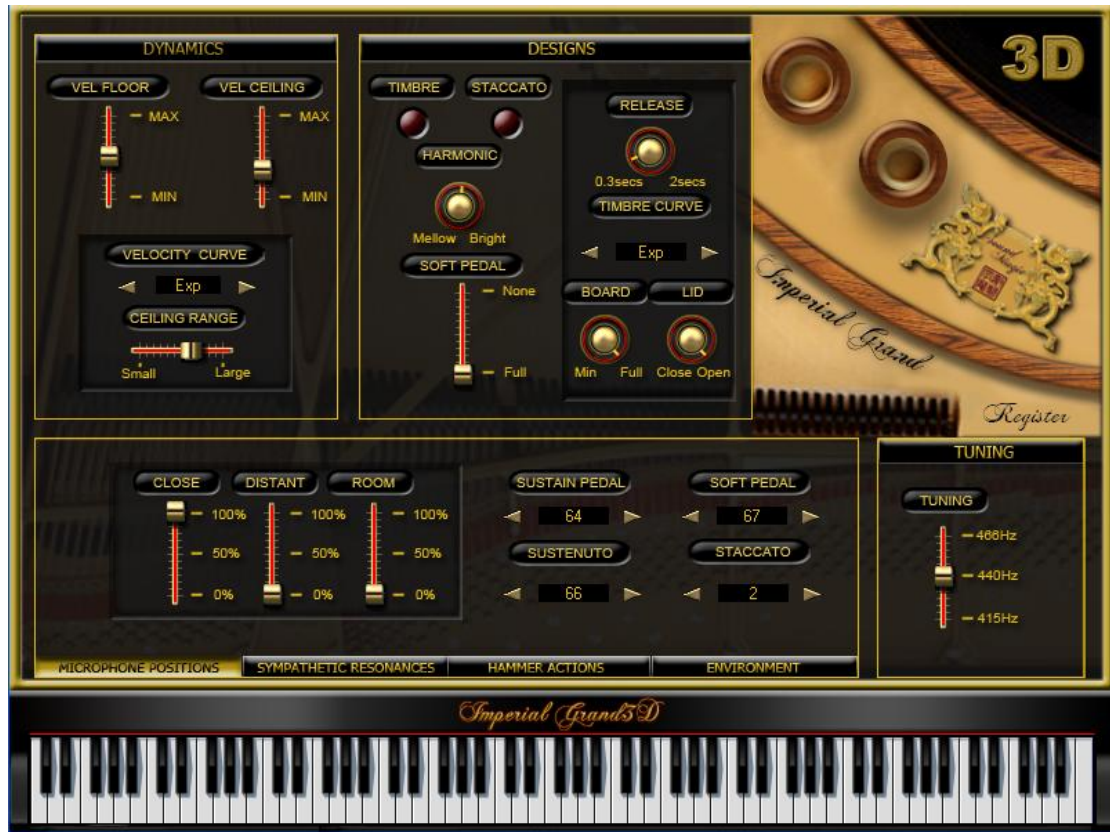 DYNAMICS
VEL FLOOR
VEL CEILING
MAX
MAX
MIN
MIN
VELOCITY CURVE
Exp
CEILING RANGE
Small
Large
DESIGNS
TIMBRE
STACCATO
HARMONIC
Mellow Bright
SOFT PEDAL
None
Full
RELEASE
0.3secs 2secs
TIMBRE CURVE
Exp
BOARD
LID
Min Full
Close Open
3D
Sound
Magic
Imperial Grand
Register
CLOSE
DISTANT
ROOM
100%
100%
100%
50%
50%
50%
0%
0%
0%
SUSTAIN PEDAL
64
SOFT PEDAL
67
SUSTENUTO
66
STACCATO
2
MICROPHONE POSITIONS
SYMPATHETIC RESONANCES
HAMMER ACTIONS
ENVIRONMENT
TUNING
TUNING
466Hz
440Hz
415Hz
Imperial Grand3D